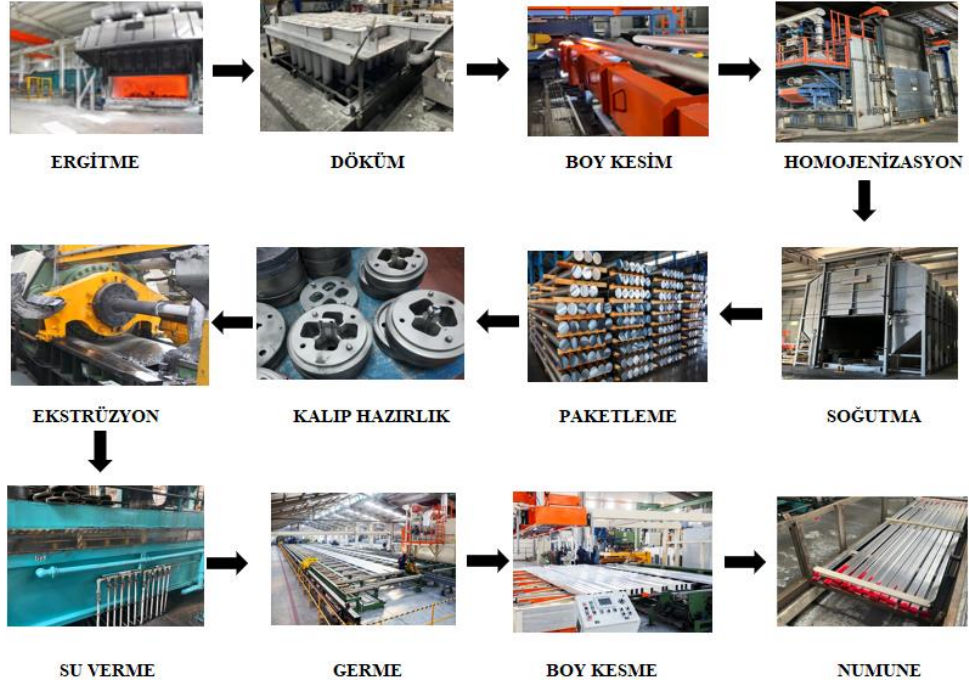 ERGİTME
DÖKÜM
BOY KESİM
HOMOJENİZASYON
EKSTRÜZYON
KALIP HAZIRLIK
PAKETLEME
SOĞUTMA
SU VERME
GERME
BOY KESME
NUMUNE